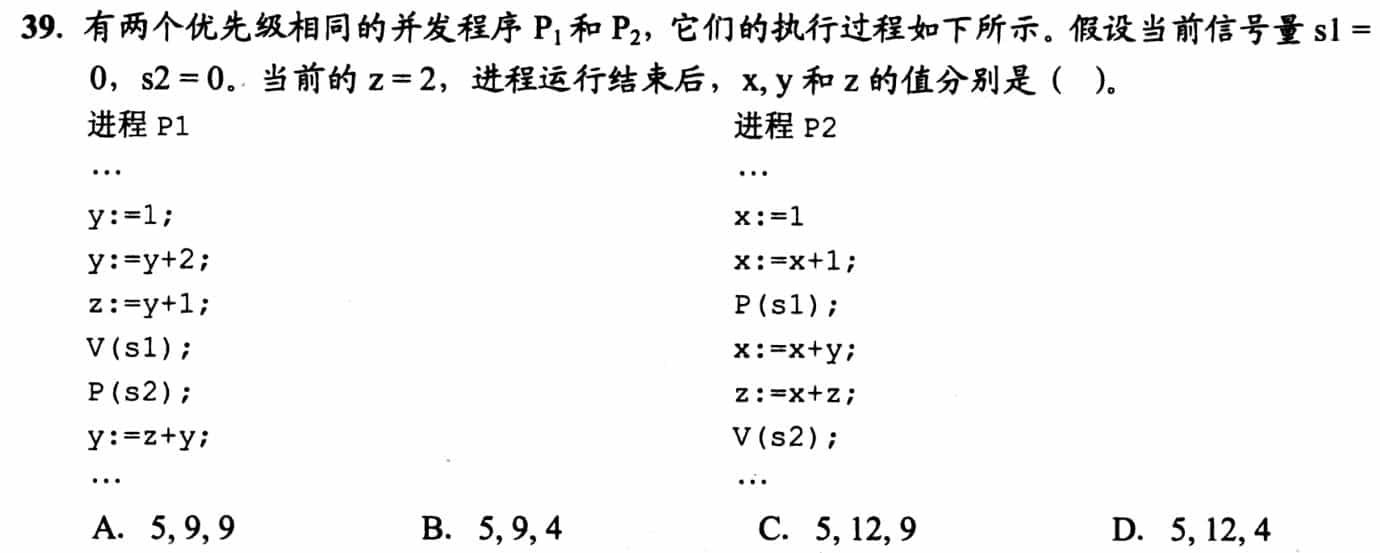 39. 有两个优先级相同的并发程序 P₁ 和 P₂，它们的执行过程如下所示。假设当前信号量 s1 =
0，s2 = 0。当前的 z = 2，进程运行结束后，x, y 和 z 的值分别是（ ）。
进程 P1 进程 P2
… …
y:=1; x:=1
y:=y+2; x:=x+1;
z:=y+1; P(s1);
V(s1); x:=x+y;
P(s2); z:=x+z;
y:=z+y; V(s2);
… …
A. 5, 9, 9 B. 5, 9, 4 C. 5, 12, 9 D. 5, 12, 4